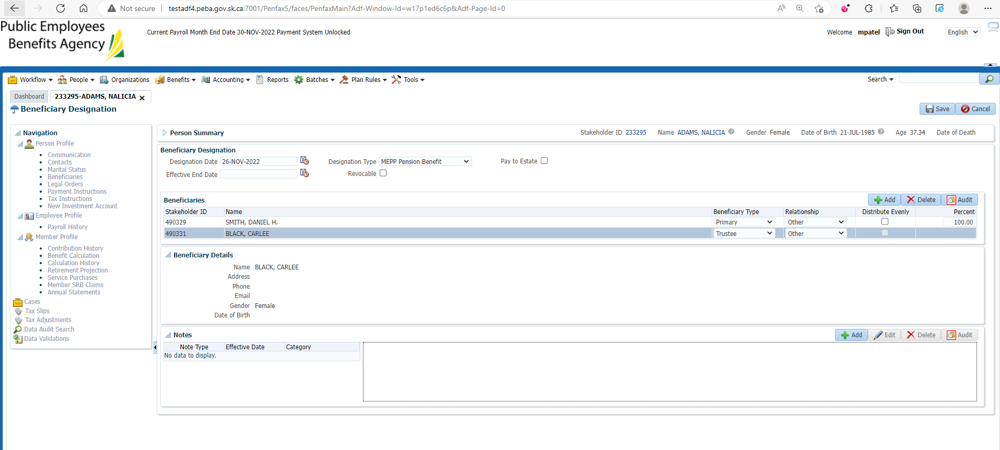 Not secure testadf4.peba.gov.sk.ca:7001/Penfax5/faces/PenfaxMain?Adf-Window-Id=w17p1ed6c6p&Adf-Page-Id=0
Public Employees
Benefits Agency
Current Payroll Month End Date 30-NOV-2022 Payment System Unlocked
Welcome mpatel Sign Out English
Workflow People Organizations Benefits Accounting Reports Batches Plan Rules Tools Search
Dashboard 233295-ADAMS, NALICIA
Beneficiary Designation
Save Cancel
Navigation
Person Profile
Communication
Contacts
Marital Status
Beneficiaries
Legal Orders
Payment Instructions
Tax Instructions
New Investment Account
Employee Profile
Payroll History
Member Profile
Contribution History
Benefit Calculation
Calculation History
Retirement Projection
Service Purchases
Member SRB Claims
Annual Statements
Cases
Tax Slips
Tax Adjustments
Data Audit Search
Data Validations
Person Summary Stakeholder ID 233295 Name ADAMS, NALICIA Gender Female Date of Birth 21-JUL-1985 Age 37.34 Date of Death
Beneficiary Designation
Designation Date 26-NOV-2022 Designation Type MEPP Pension Benefit Pay to Estate
Effective End Date Revocable
Beneficiaries Add Delete Audit
Stakeholder ID Name Beneficiary Type Relationship Distribute Evenly Percent
490329 SMITH, DANIEL H. Primary Other 100.00
490331 BLACK, CARLEE Trustee Other
Beneficiary Details
Name BLACK, CARLEE
Address
Phone
Email
Gender Female
Date of Birth
Notes Add Edit Delete Audit
Note Type Effective Date Category
No data to display.